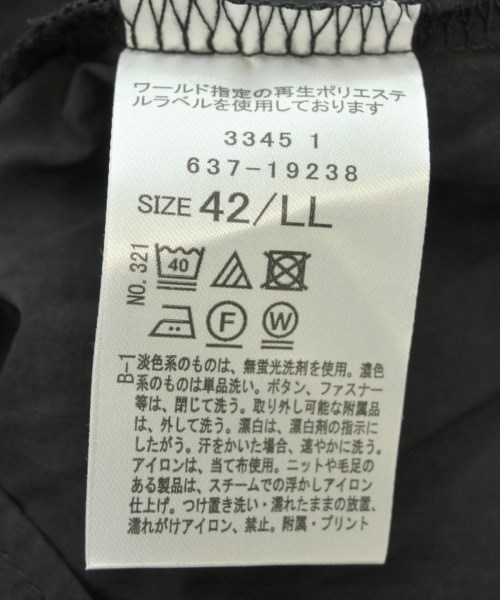 ワールド指定の再生ポリエステ
ルラベルを使用しております
3345 1
637-19238
SIZE 42/LL
NO. 321
40
F
W
B-1
淡色系のものは、無蛍光洗剤を使用。濃色
系のものは単品洗い。ボタン、ファスナー
等は、閉じて洗う。取り外し可能な附属品
は、外して洗う。漂白は、漂白剤の指示に
したがう。汗をかいた場合、速やかに洗う。
アイロンは、当て布使用。ニットや毛足の
ある製品は、スチームでの浮かしアイロン
仕上げ。つけ置き洗い・濡れたままの放置、
濡れがけアイロン、禁止。附属・プリント